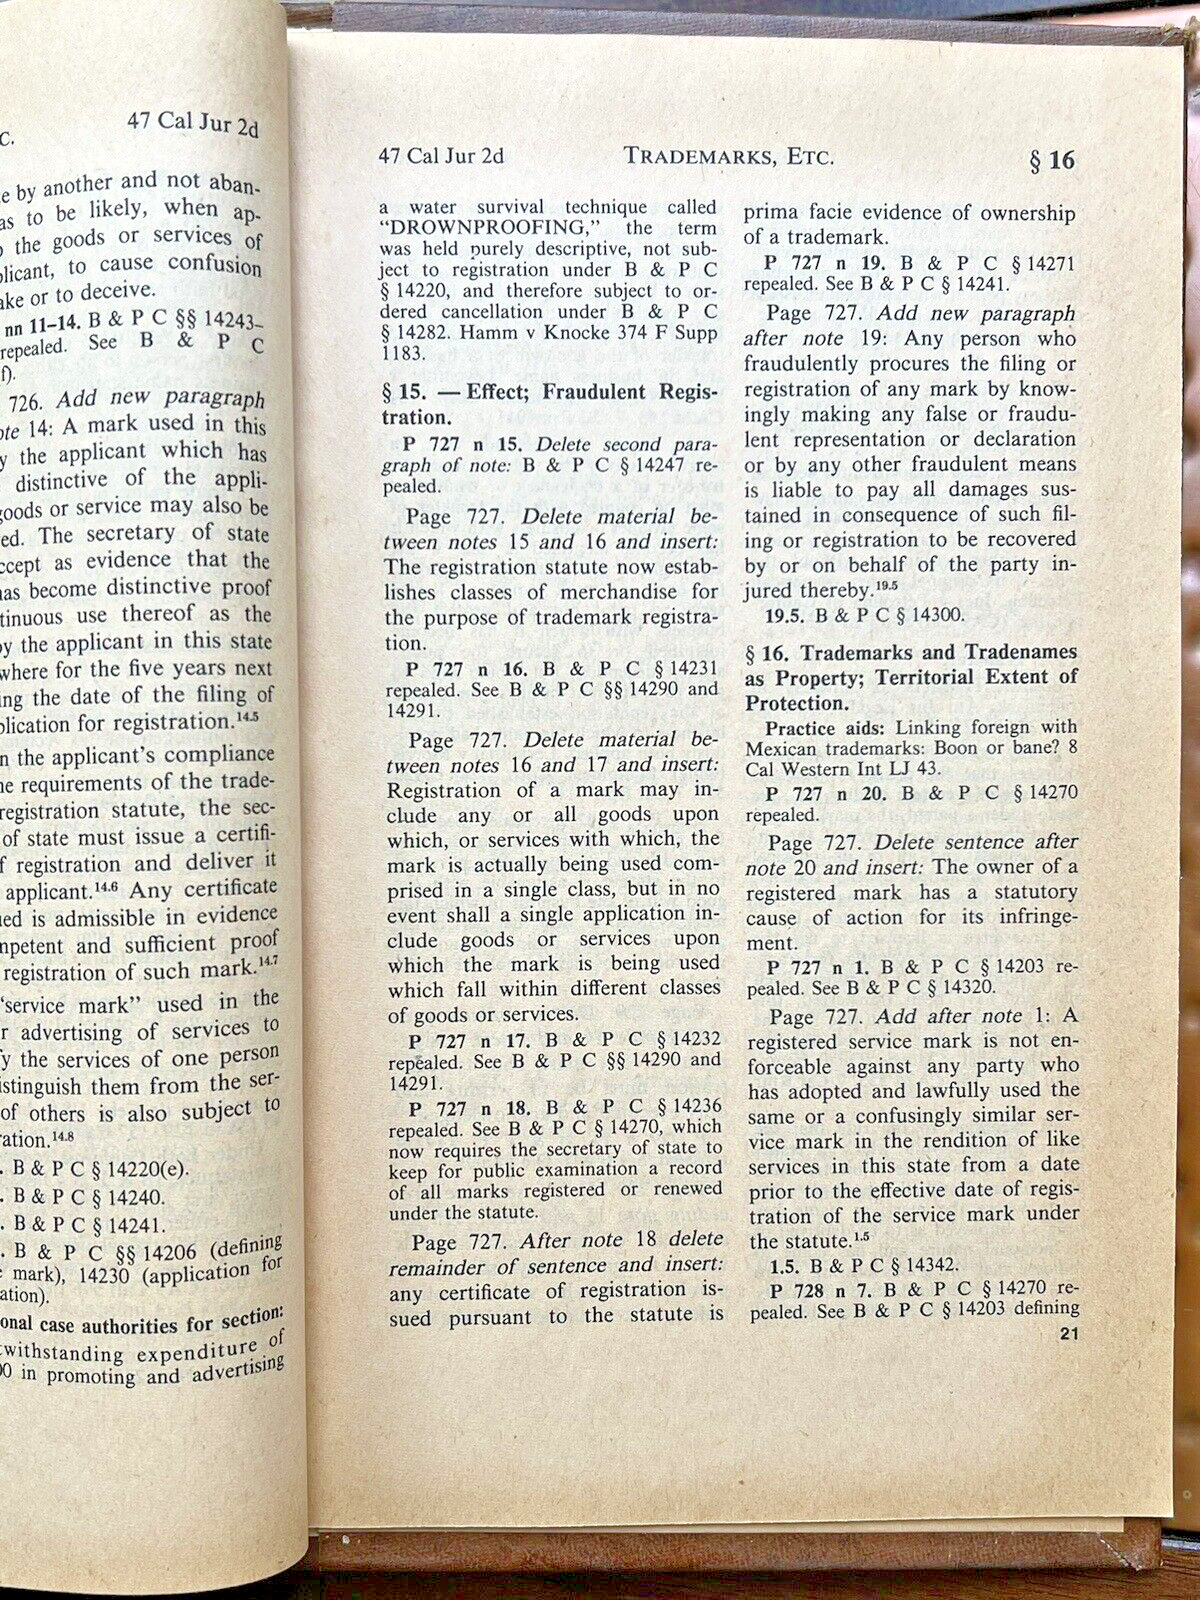 47 Cal Jur 2d
C.
e by another and not aban-
as to be likely, when ap-
the goods or services of
plicant, to cause confusion
ake or to deceive.
nn 11–14. B & P C §§ 14243–
repealed. See B & P C
f).
726. Add new paragraph
ote 14: A mark used in this
y the applicant which has
distinctive of the appli-
goods or service may also be
ed. The secretary of state
ccept as evidence that the
has become distinctive proof
tinuous use thereof as the
by the applicant in this state
where for the five years next
ing the date of the filing of
plication for registration.14.5
n the applicant's compliance
e requirements of the trade-
registration statute, the sec-
of state must issue a certifi-
f registration and deliver it
applicant.14.6 Any certificate
ued is admissible in evidence
mpetent and sufficient proof
registration of such mark.14.7
"service mark" used in the
r advertising of services to
fy the services of one person
istinguish them from the ser-
of others is also subject to
ration.14.8
. B & P C § 14220(e).
. B & P C § 14240.
. B & P C § 14241.
. B & P C §§ 14206 (defining
e mark), 14230 (application for
ation).
onal case authorities for section:
twithstanding expenditure of
00 in promoting and advertising
47 Cal Jur 2d TRADEMARKS, ETC. § 16
a water survival technique called
"DROWNPROOFING," the term
was held purely descriptive, not sub-
ject to registration under B & P C
§ 14220, and therefore subject to or-
dered cancellation under B & P C
§ 14282. Hamm v Knocke 374 F Supp
1183.
§ 15. — Effect; Fraudulent Regis-
tration.
P 727 n 15. Delete second para-
graph of note: B & P C § 14247 re-
pealed.
Page 727. Delete material be-
tween notes 15 and 16 and insert:
The registration statute now estab-
lishes classes of merchandise for
the purpose of trademark registra-
tion.
P 727 n 16. B & P C § 14231
repealed. See B & P C §§ 14290 and
14291.
Page 727. Delete material be-
tween notes 16 and 17 and insert:
Registration of a mark may in-
clude any or all goods upon
which, or services with which, the
mark is actually being used com-
prised in a single class, but in no
event shall a single application in-
clude goods or services upon
which the mark is being used
which fall within different classes
of goods or services.
P 727 n 17. B & P C § 14232
repealed. See B & P C §§ 14290 and
14291.
P 727 n 18. B & P C § 14236
repealed. See B & P C § 14270, which
now requires the secretary of state to
keep for public examination a record
of all marks registered or renewed
under the statute.
Page 727. After note 18 delete
remainder of sentence and insert:
any certificate of registration is-
sued pursuant to the statute is
prima facie evidence of ownership
of a trademark.
P 727 n 19. B & P C § 14271
repealed. See B & P C § 14241.
Page 727. Add new paragraph
after note 19: Any person who
fraudulently procures the filing or
registration of any mark by know-
ingly making any false or fraudu-
lent representation or declaration
or by any other fraudulent means
is liable to pay all damages sus-
tained in consequence of such fil-
ing or registration to be recovered
by or on behalf of the party in-
jured thereby.19.5
19.5. B & P C § 14300.
§ 16. Trademarks and Tradenames
as Property; Territorial Extent of
Protection.
Practice aids: Linking foreign with
Mexican trademarks: Boon or bane? 8
Cal Western Int LJ 43.
P 727 n 20. B & P C § 14270
repealed.
Page 727. Delete sentence after
note 20 and insert: The owner of a
registered mark has a statutory
cause of action for its infringe-
ment.
P 727 n 1. B & P C § 14203 re-
pealed. See B & P C § 14320.
Page 727. Add after note 1: A
registered service mark is not en-
forceable against any party who
has adopted and lawfully used the
same or a confusingly similar ser-
vice mark in the rendition of like
services in this state from a date
prior to the effective date of regis-
tration of the service mark under
the statute.1.5
1.5. B & P C § 14342.
P 728 n 7. B & P C § 14270 re-
pealed. See B & P C § 14203 defining
21